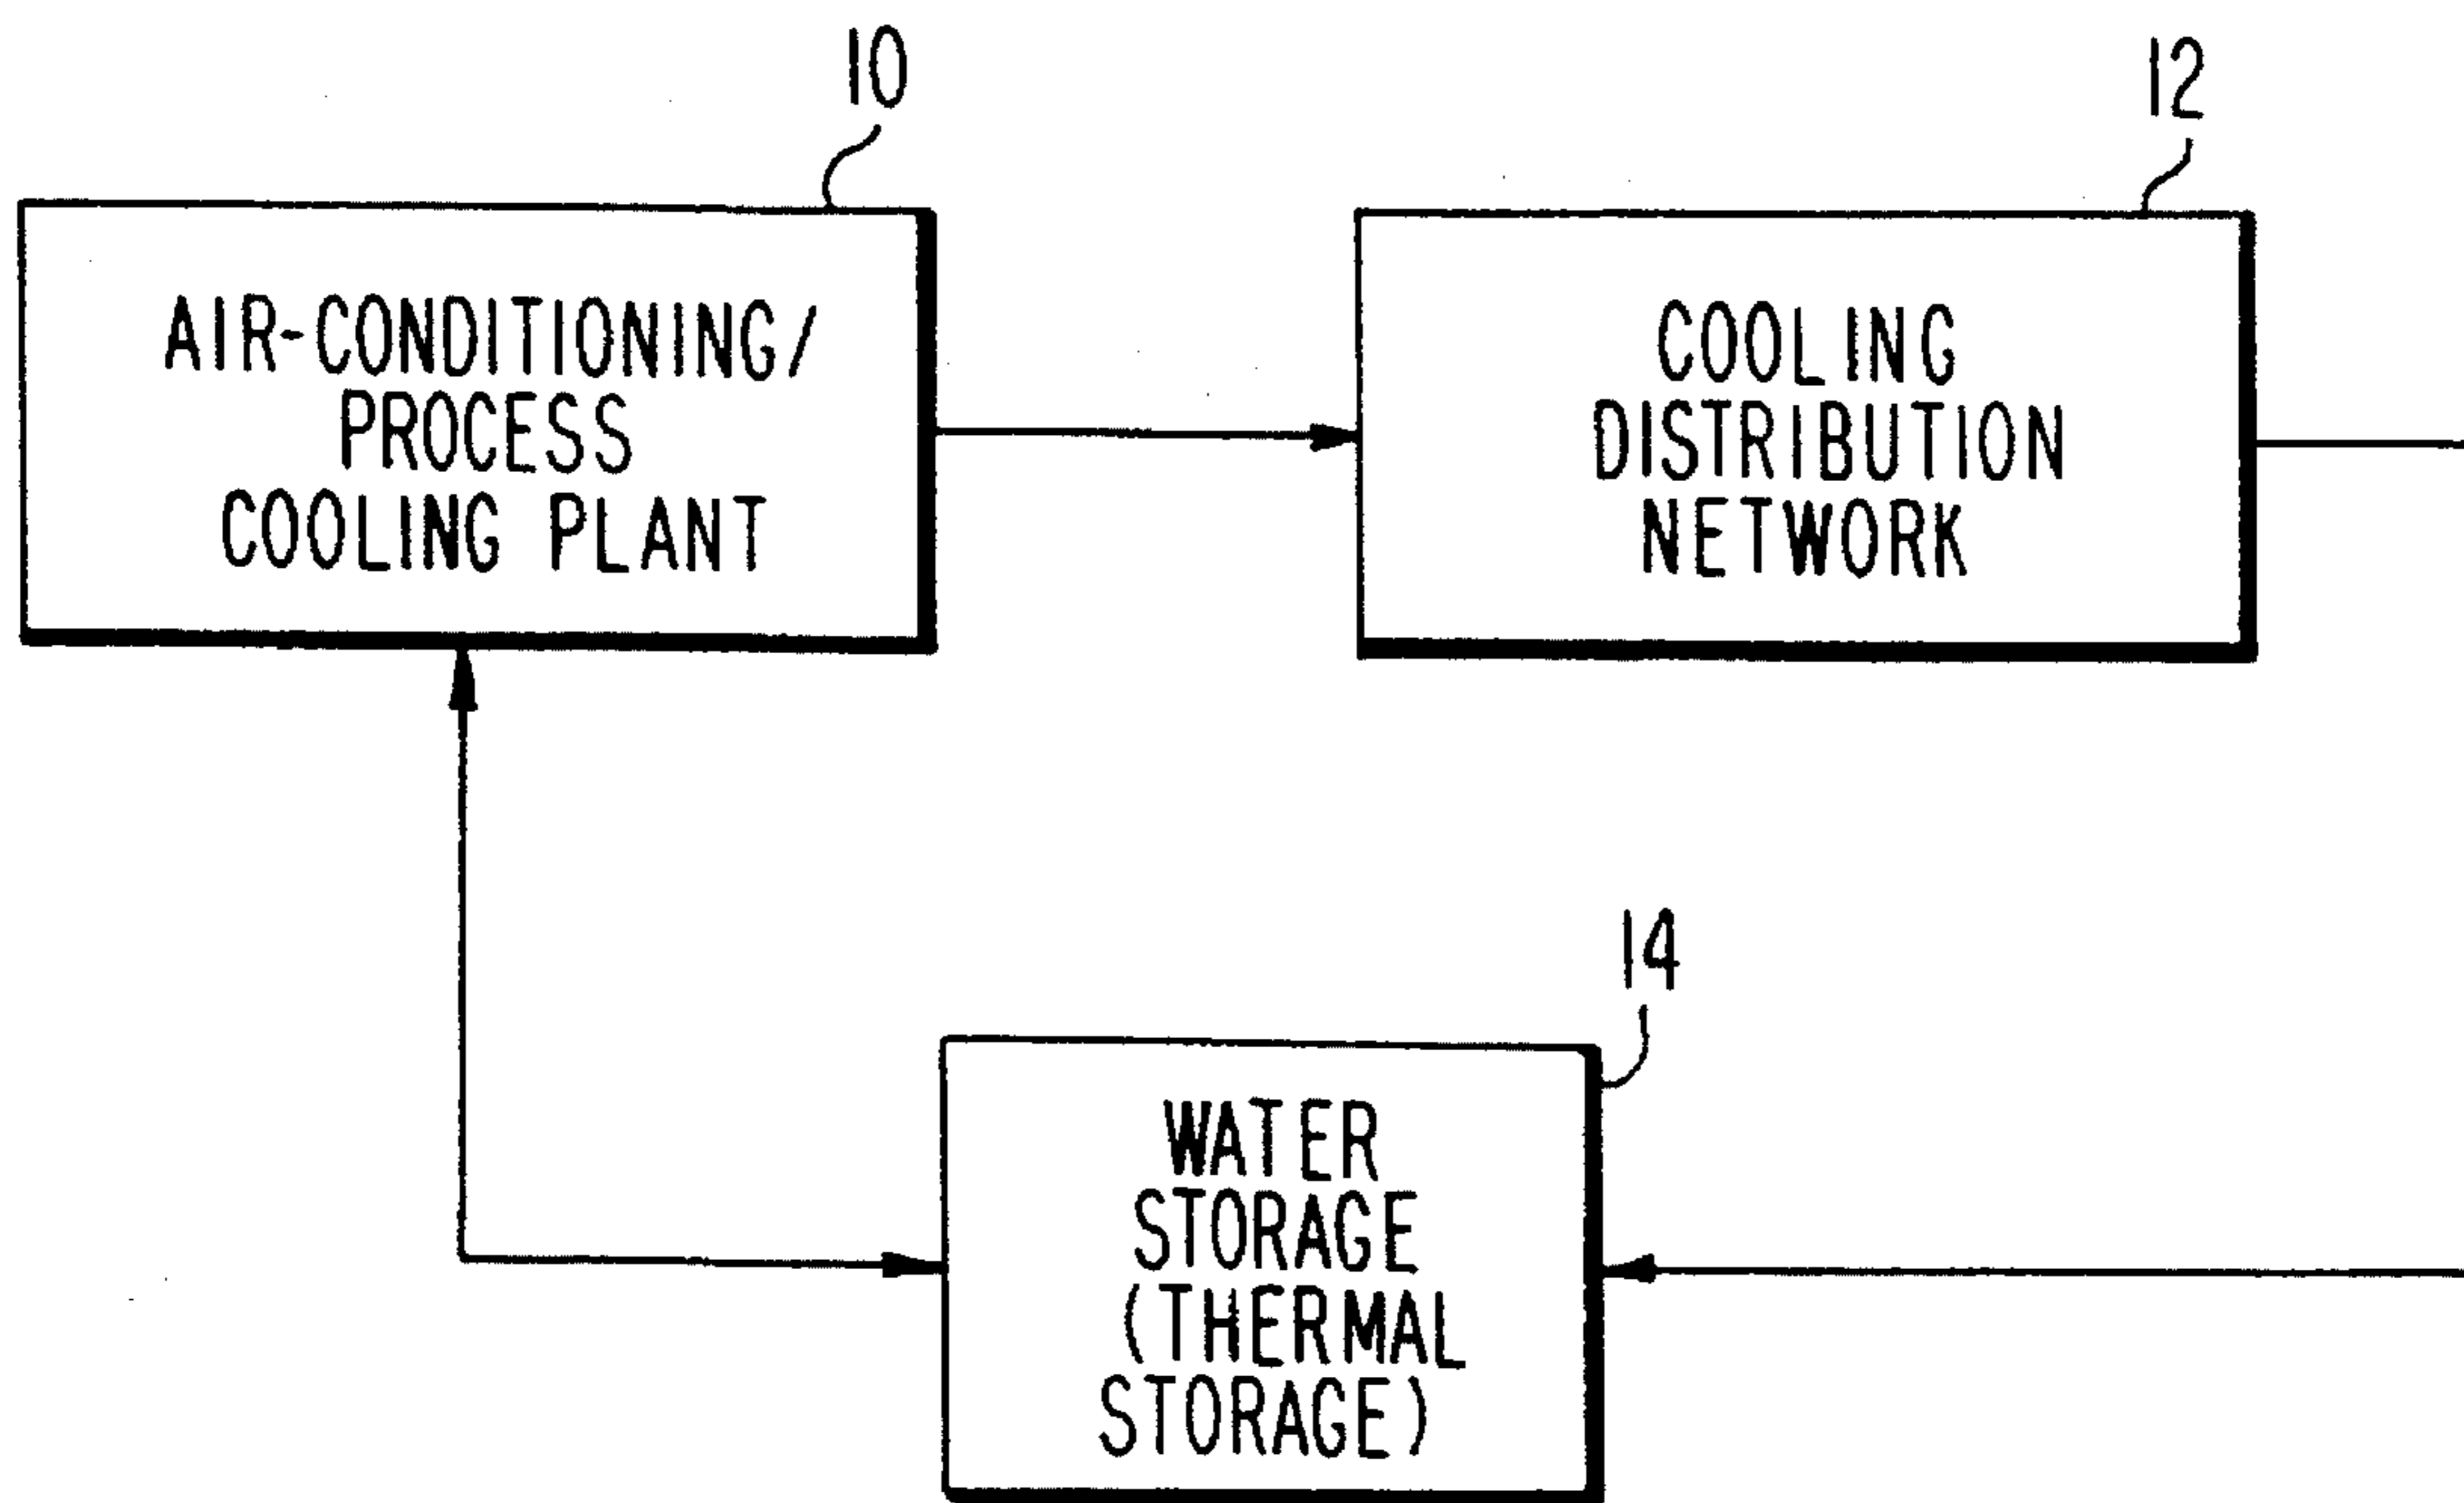 10
12
AIR-CONDITIONING/
PROCESS
COOLING PLANT
COOLING
DISTRIBUTION
NETWORK
14
WATER
STORAGE
(THERMAL
STORAGE)